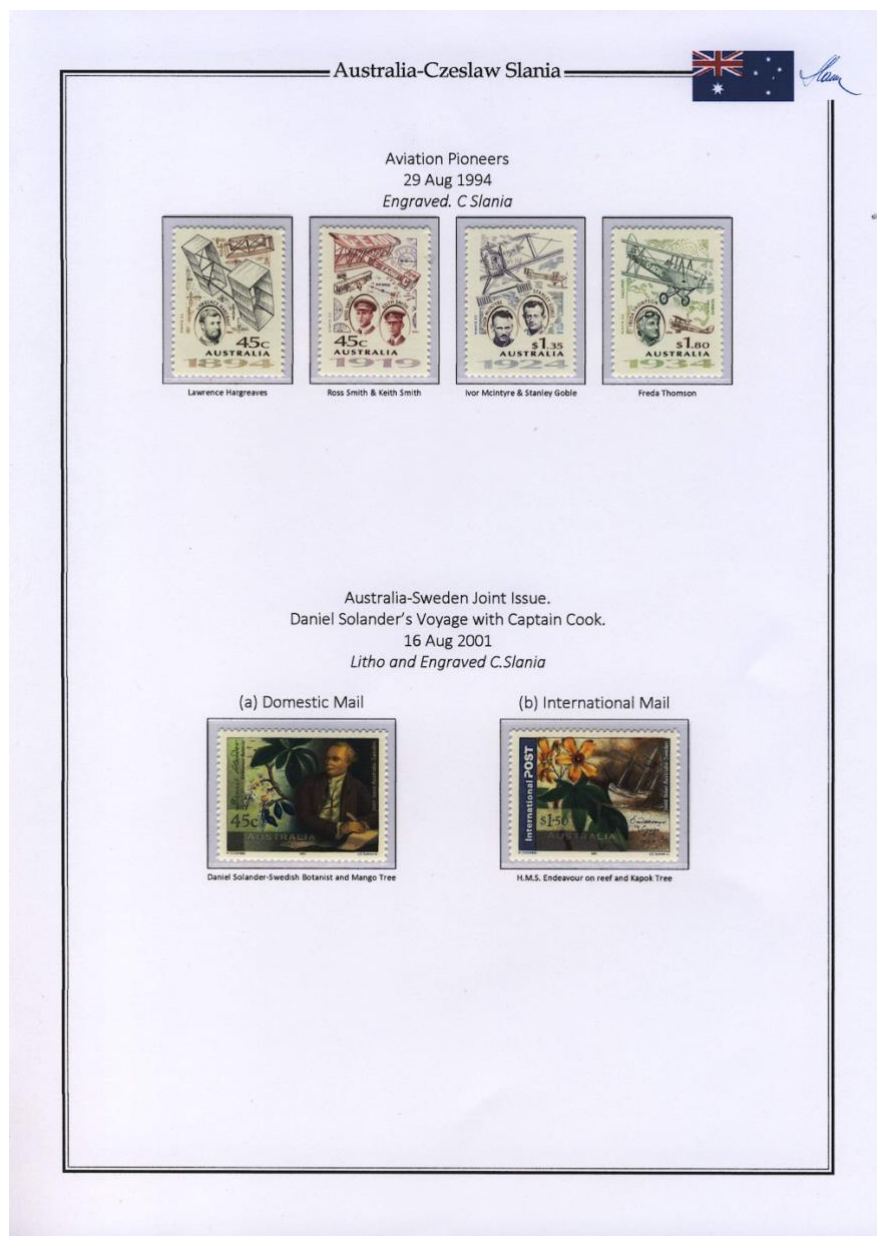 Australia-Czeslaw Slania
Aviation Pioneers
29 Aug 1994
Engraved. C Slania
45c
AUSTRALIA
1894
45c
AUSTRALIA
1919
$1.35
AUSTRALIA
1924
$1.80
AUSTRALIA
1934
Lawrence Hargreaves
Ross Smith & Keith Smith
Ivor McIntyre & Stanley Goble
Freda Thomson
Australia-Sweden Joint Issue.
Daniel Solander's Voyage with Captain Cook.
16 Aug 2001
Litho and Engraved C.Slania
(a) Domestic Mail
(b) International Mail
45c
AUSTRALIA
International POST
$1.50
AUSTRALIA
Daniel Solander-Swedish Botanist and Mango Tree
H.M.S. Endeavour on reef and Kapok Tree